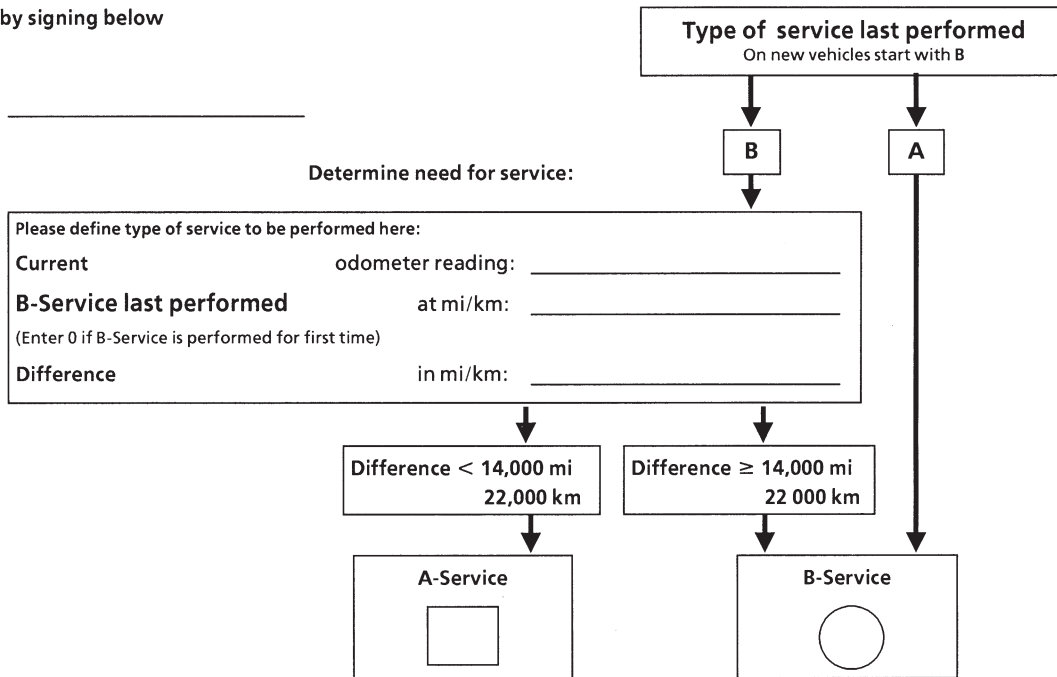 by signing below
Type of service last performed
On new vehicles start with B
B
A
Determine need for service:
Please define type of service to be performed here:
Current odometer reading:
B-Service last performed at mi/km:
(Enter 0 if B-Service is performed for first time)
Difference in mi/km:
Difference < 14,000 mi
22,000 km
Difference ≥ 14,000 mi
22 000 km
A-Service
B-Service